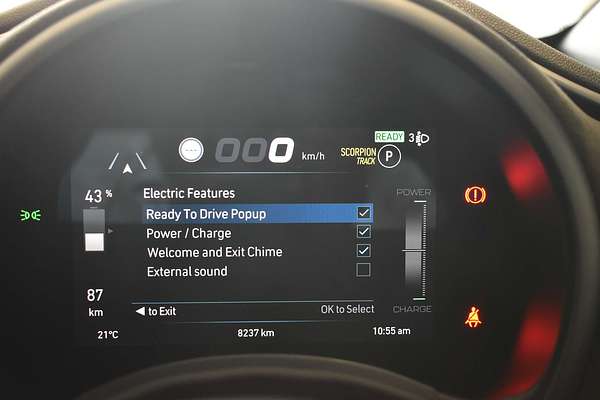 READY
000 km/h
SCORPION
TRACK
P
3
43 %
Electric Features
POWER
Ready To Drive Popup
Power / Charge
Welcome and Exit Chime
External sound
87
km
◀ to Exit
OK to Select
CHARGE
21°C
8237 km
10:55 am